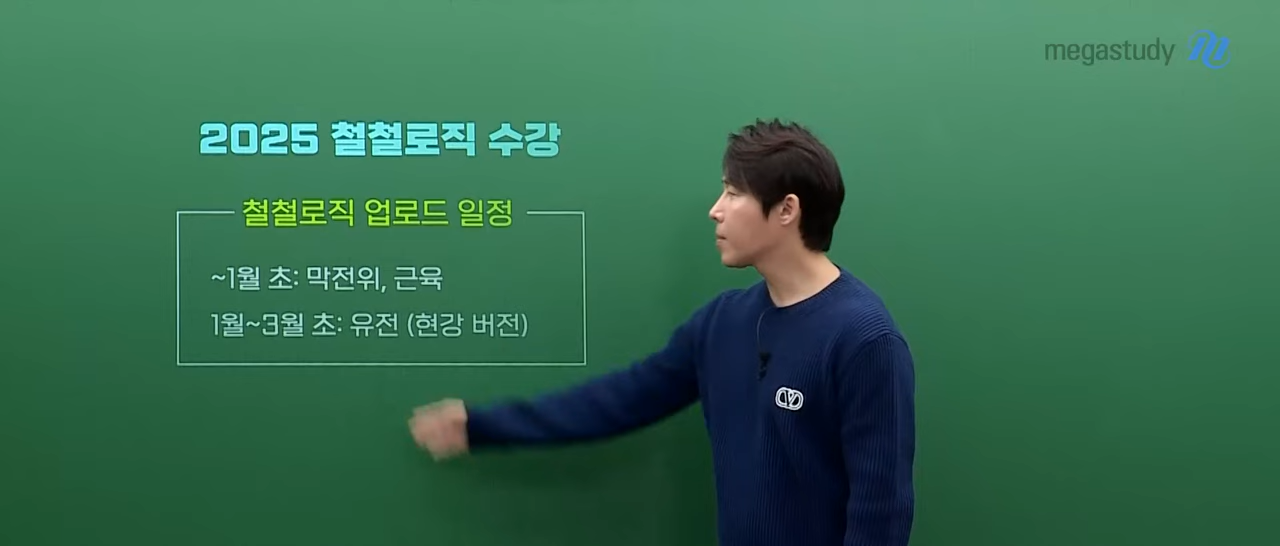 megastudy
2025 철철로직 수강
철철로직 업로드 일정
~1월 초: 막전위, 근육
1월~3월 초: 유전 (현강 버전)